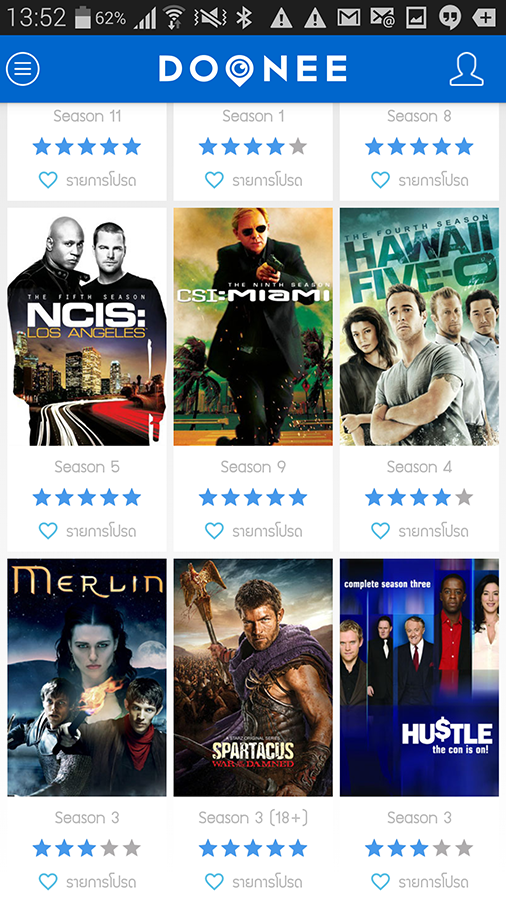 13:52 62%
DOONEE
Season 11 Season 1 Season 8
รายการโปรด รายการโปรด รายการโปรด
THE FIFTH SEASON
NCIS:
LOS ANGELES
THE NINTH SEASON
CSI:MIAMI
THE FOURTH SEASON
HAWAII
FIVE-O
Season 5 Season 9 Season 4
รายการโปรด รายการโปรด รายการโปรด
MERLIN
A STARZ ORIGINAL SERIES
SPARTACUS
WAR OF THE DAMNED
complete season three
HU$TLE
the con is on!
Season 3 Season 3 (18+) Season 3
รายการโปรด รายการโปรด รายการโปรด